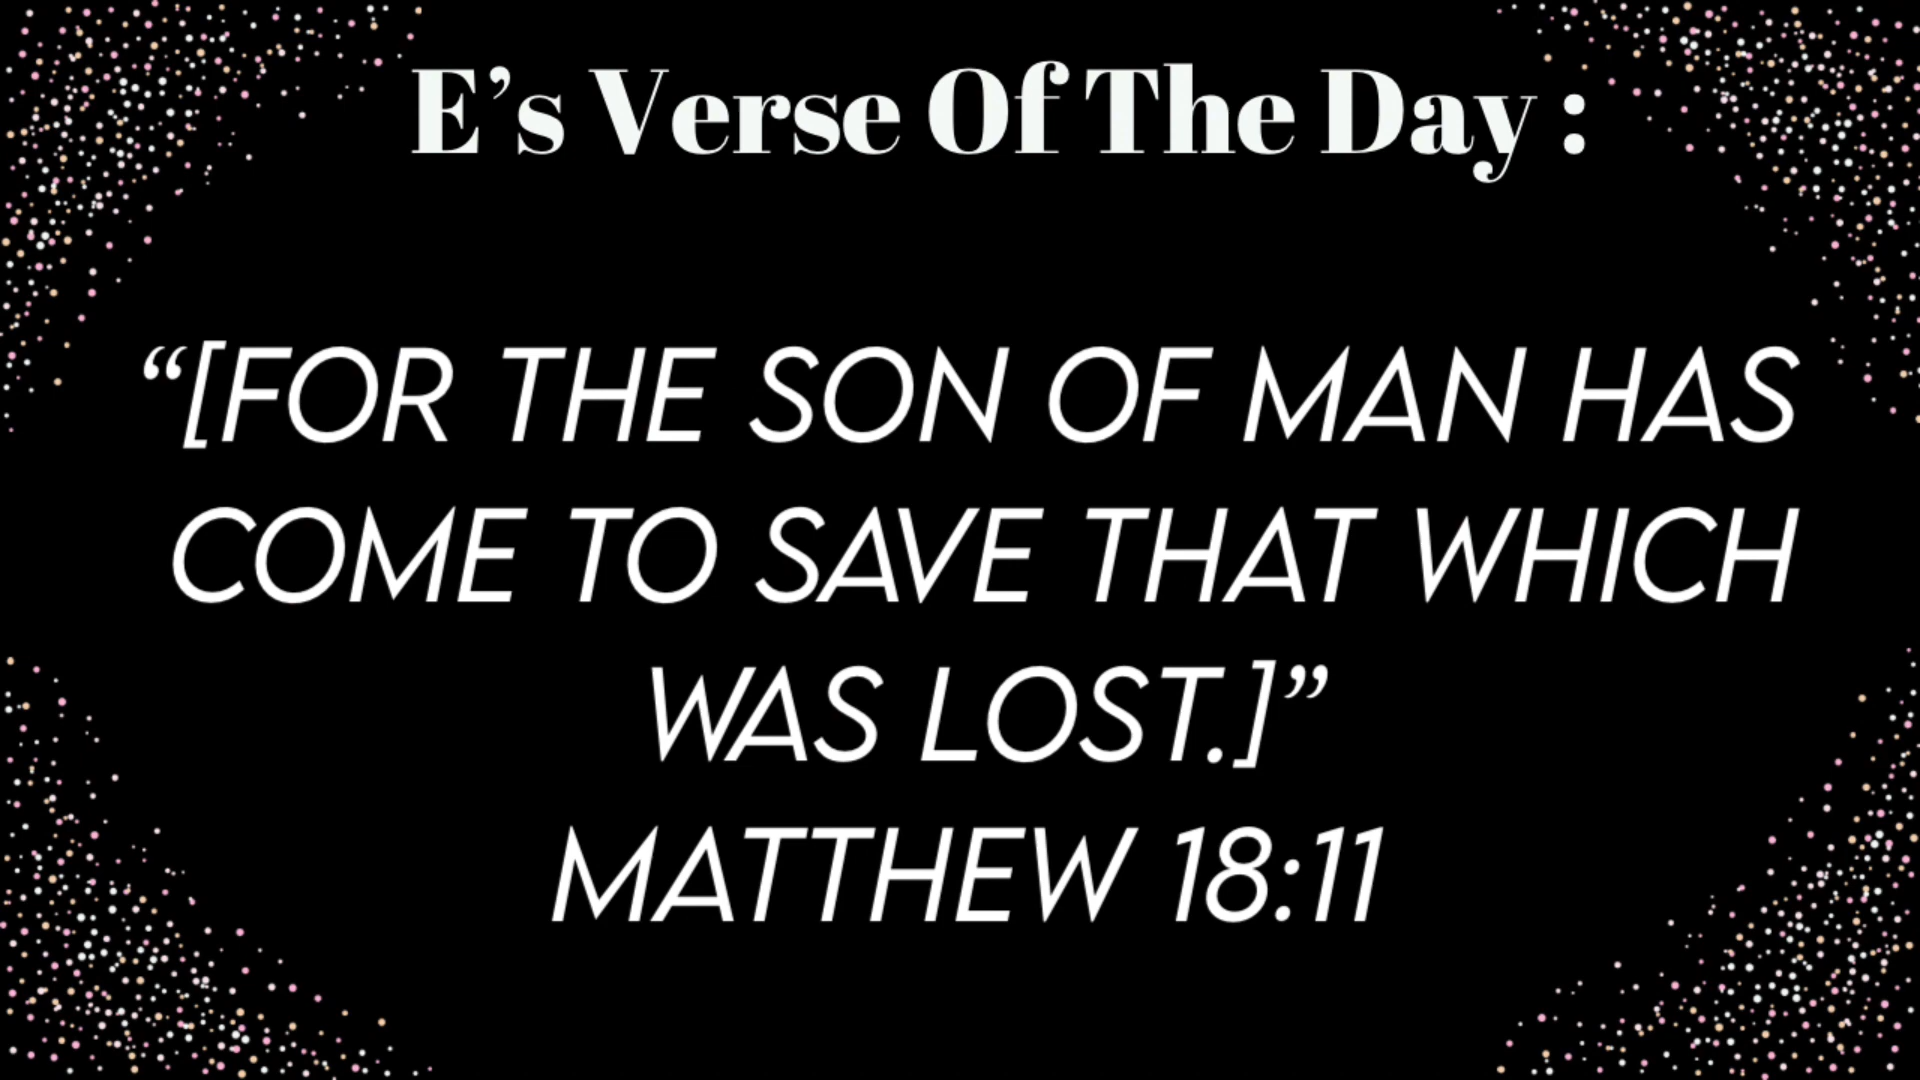 E’s Verse Of The Day :
“[FOR THE SON OF MAN HAS
COME TO SAVE THAT WHICH
WAS LOST.]”
MATTHEW 18:11